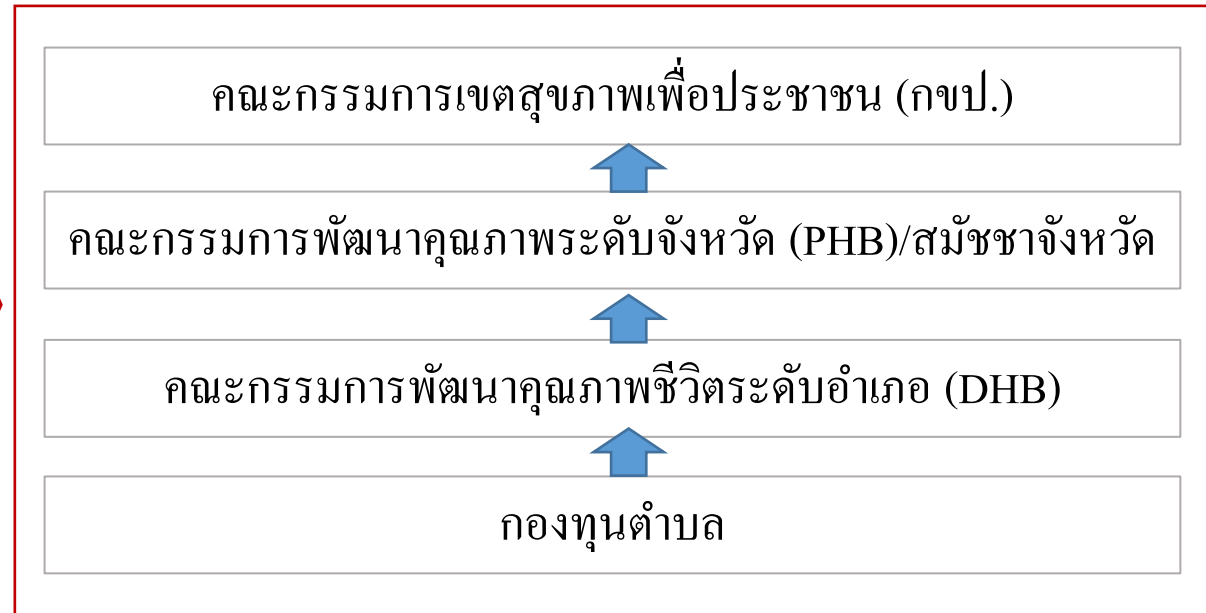 คณะกรรมการเขตสุขภาพเพื่อประชาชน (กขป.)
คณะกรรมการพัฒนาคุณภาพระดับจังหวัด (PHB)/สมัชชาจังหวัด
คณะกรรมการพัฒนาคุณภาพชีวิตระดับอำเภอ (DHB)
กองทุนตำบล